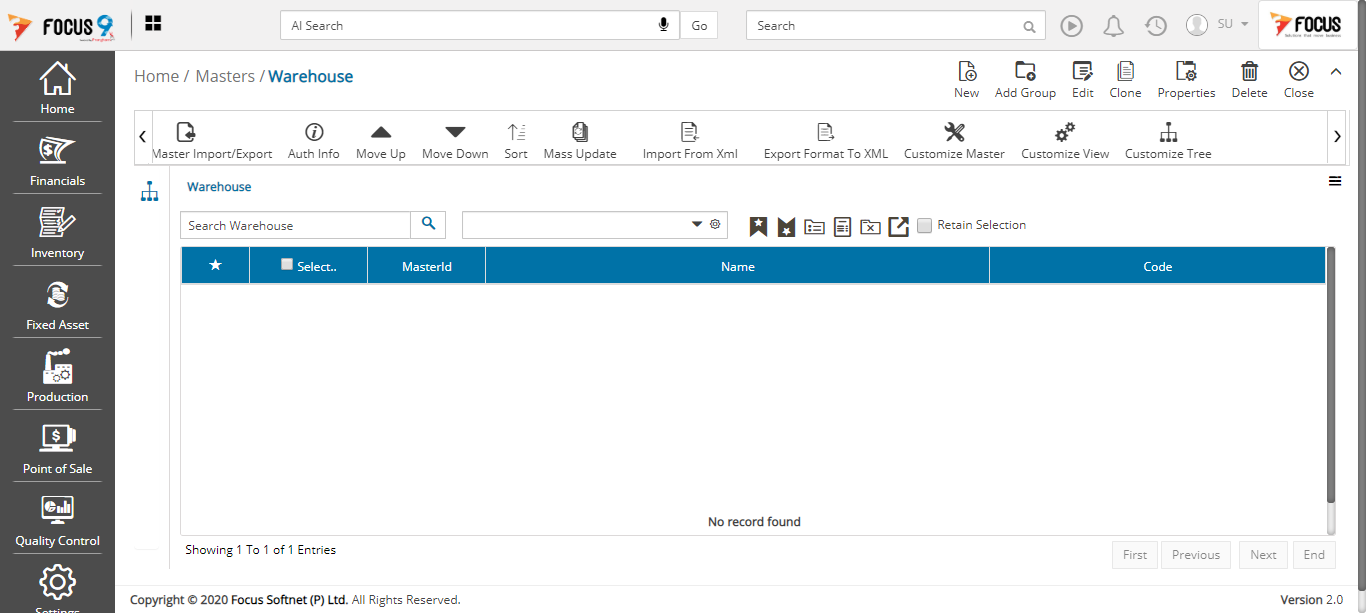 FOCUS 9
AI Search
Go
Search
SU
FOCUS
Home
Financials
Inventory
Fixed Asset
Production
Point of Sale
Quality Control
Settings
Home / Masters / Warehouse
New
Add Group
Edit
Clone
Properties
Delete
Close
Master Import/Export
Auth Info
Move Up
Move Down
Sort
Mass Update
Import From Xml
Export Format To XML
Customize Master
Customize View
Customize Tree
Warehouse
Search Warehouse
Retain Selection
Select..
MasterId
Name
Code
No record found
Showing 1 To 1 of 1 Entries
First
Previous
Next
End
Copyright © 2020 Focus Softnet (P) Ltd. All Rights Reserved.
Version 2.0